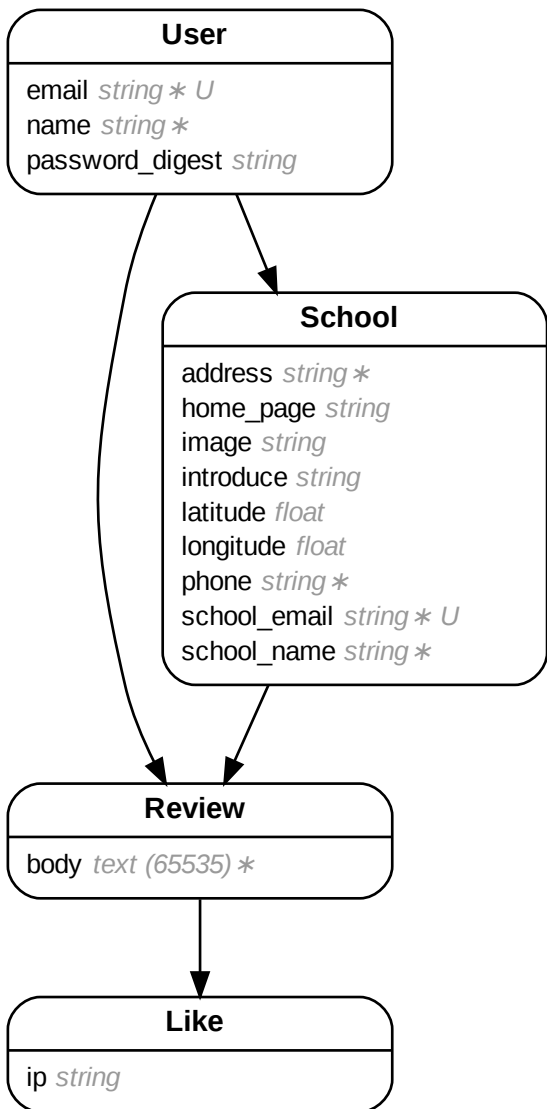 User
email string ∗ U
name string ∗
password_digest string
School
address string ∗
home_page string
image string
introduce string
latitude float
longitude float
phone string ∗
school_email string ∗ U
school_name string ∗
Review
body text (65535) ∗
Like
ip string